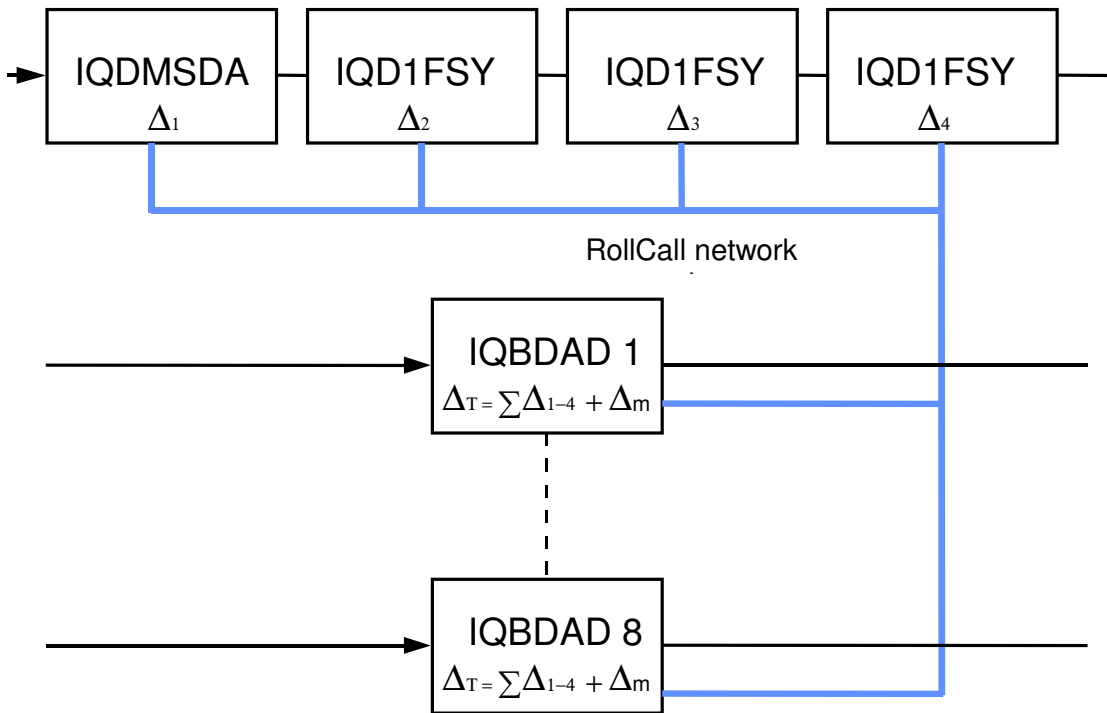 IQDMSDA
Δ1
IQD1FSY
Δ2
IQD1FSY
Δ3
IQD1FSY
Δ4
RollCall network
IQBDAD 1
ΔT = ∑Δ1–4 + Δm
IQBDAD 8
ΔT = ∑Δ1–4 + Δm